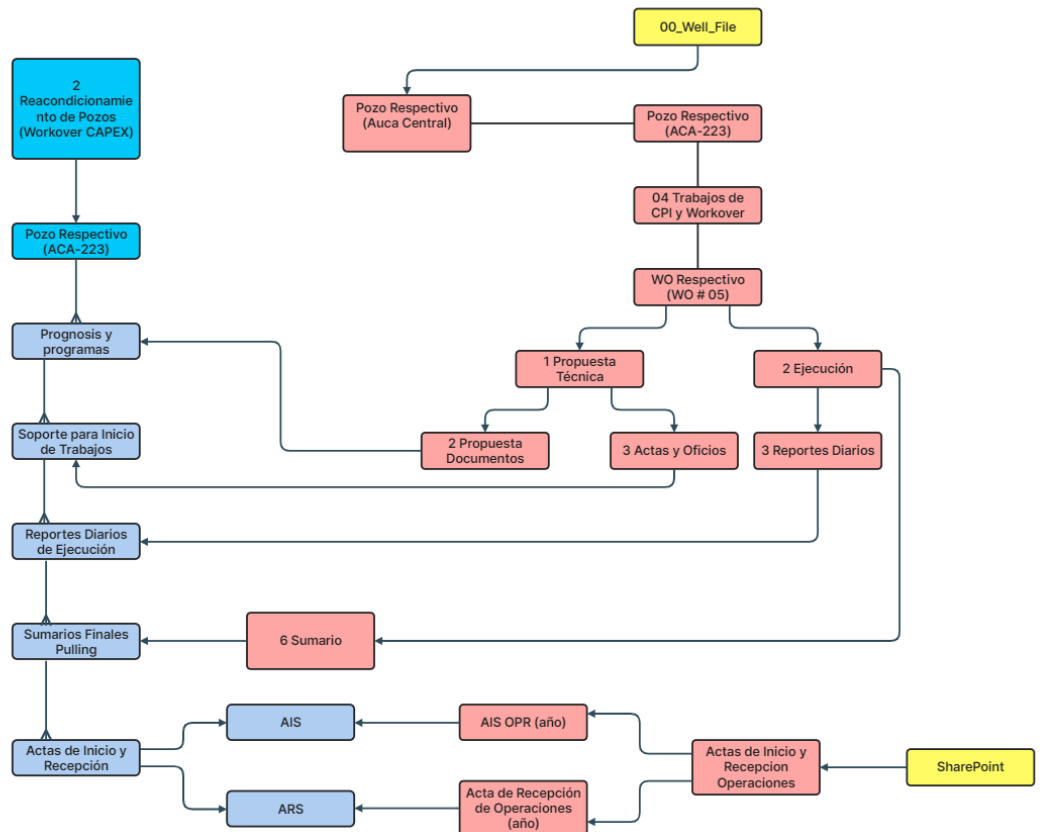 00_Well_File
2
Reacondicionamie
nto de Pozos
(Workover CAPEX)
Pozo Respectivo
(Auca Central)
Pozo Respectivo
(ACA-223)
04 Trabajos de
CPI y Workover
Pozo Respectivo
(ACA-223)
WO Respectivo
(WO # 05)
Prognosis y
programas
1 Propuesta
Técnica
2 Ejecución
Soporte para Inicio
de Trabajos
2 Propuesta
Documentos
3 Actas y Oficios
3 Reportes Diarios
Reportes Diarios
de Ejecución
Sumarios Finales
Pulling
6 Sumario
AIS
AIS OPR (año)
Actas de Inicio y
Recepción
Actas de Inicio y
Recepcion
Operaciones
SharePoint
ARS
Acta de Recepción
de Operaciones
(año)